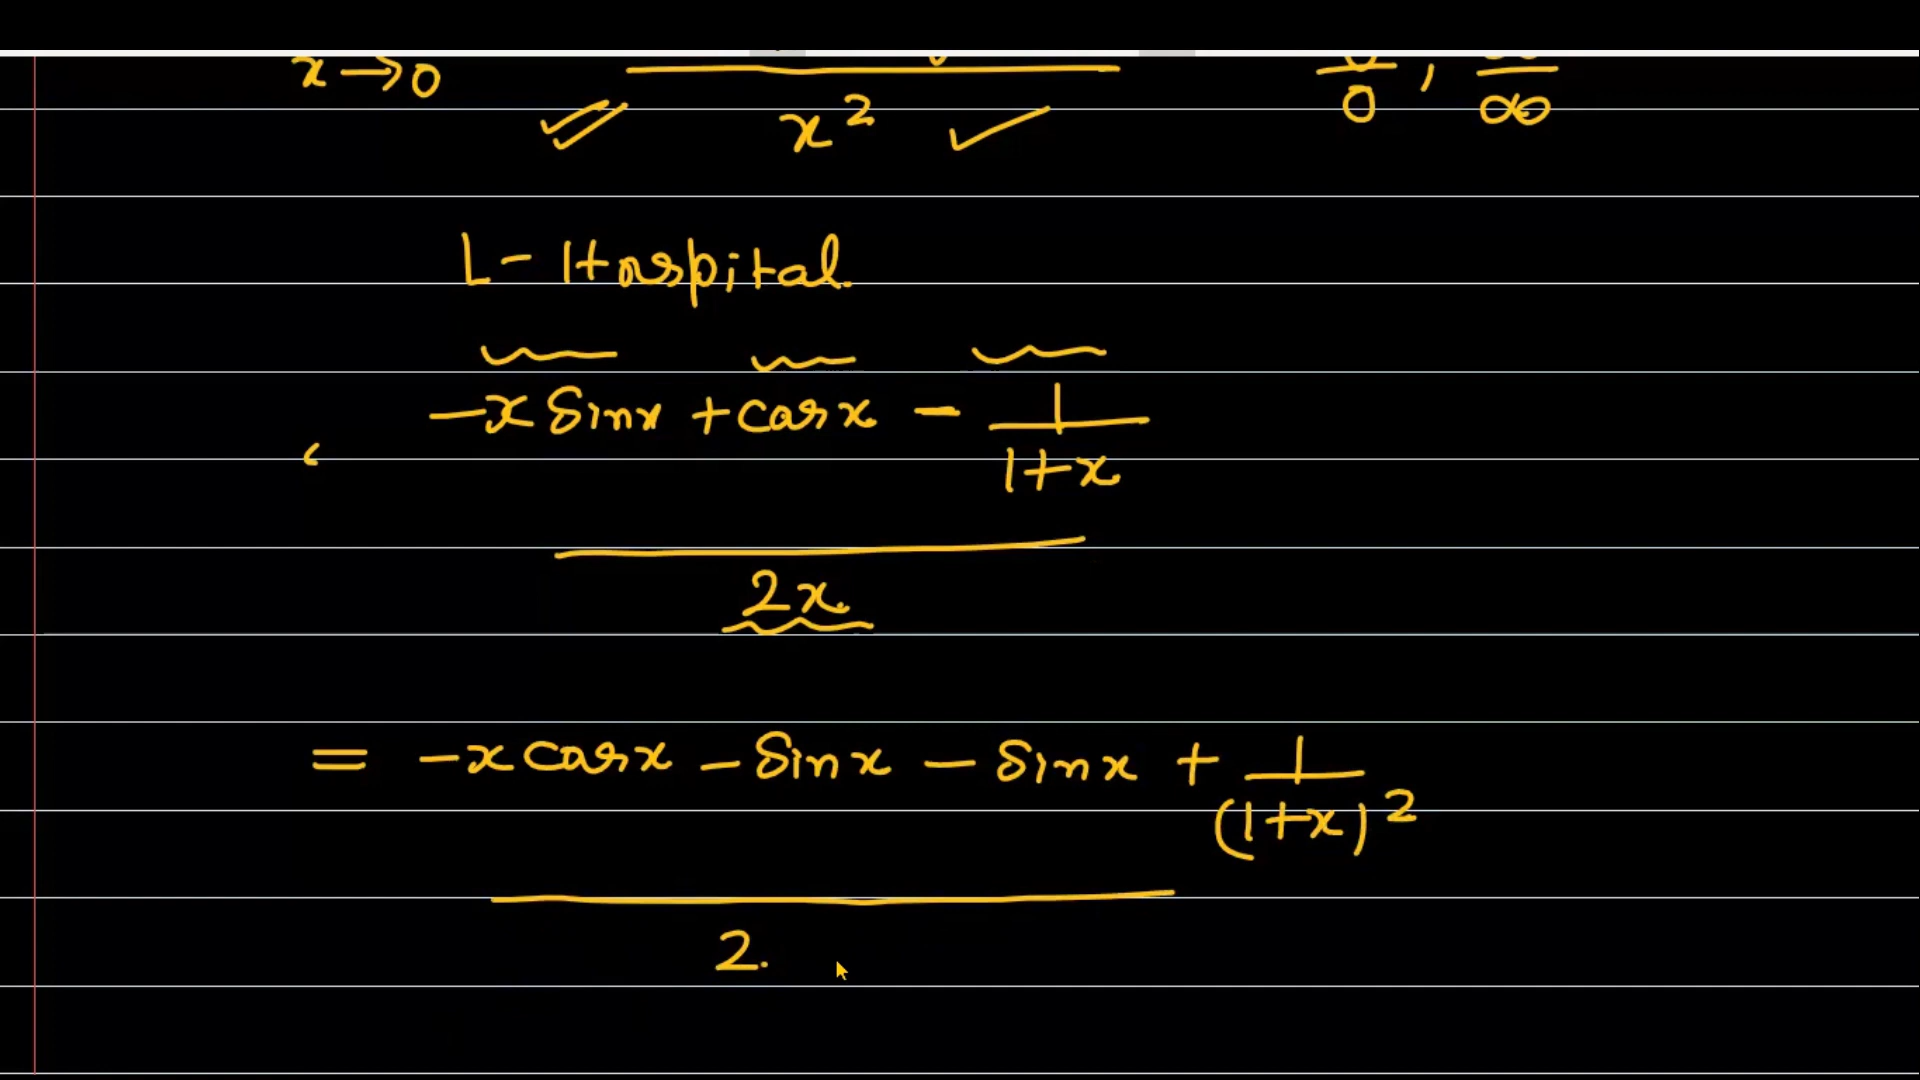 x → 0   x²   0/0 , ∞/∞
L - Hospital.
-x sinx + cosx - 1/(1+x)
2x
= -x cosx - sinx - sinx + 1/(1+x)²
2.